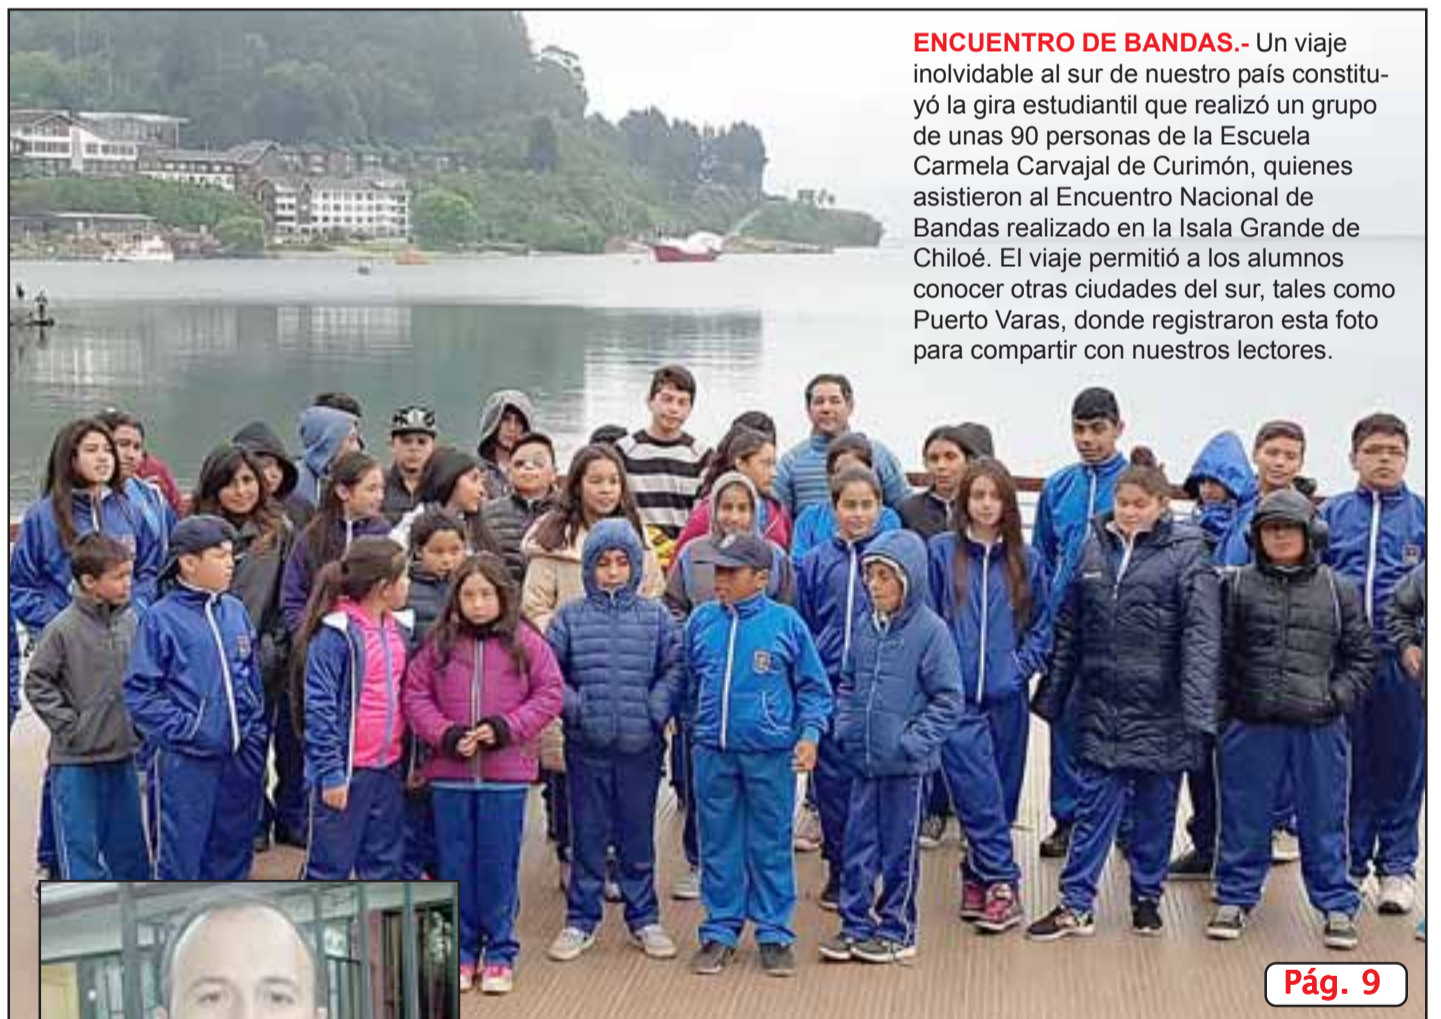 ENCUENTRO DE BANDAS.- Un viaje
inolvidable al sur de nuestro país constitu-
yó la gira estudiantil que realizó un grupo
de unas 90 personas de la Escuela
Carmela Carvajal de Curimón, quienes
asistieron al Encuentro Nacional de
Bandas realizado en la Isala Grande de
Chiloé. El viaje permitió a los alumnos
conocer otras ciudades del sur, tales como
Puerto Varas, donde registraron esta foto
para compartir con nuestros lectores.
Pág. 9